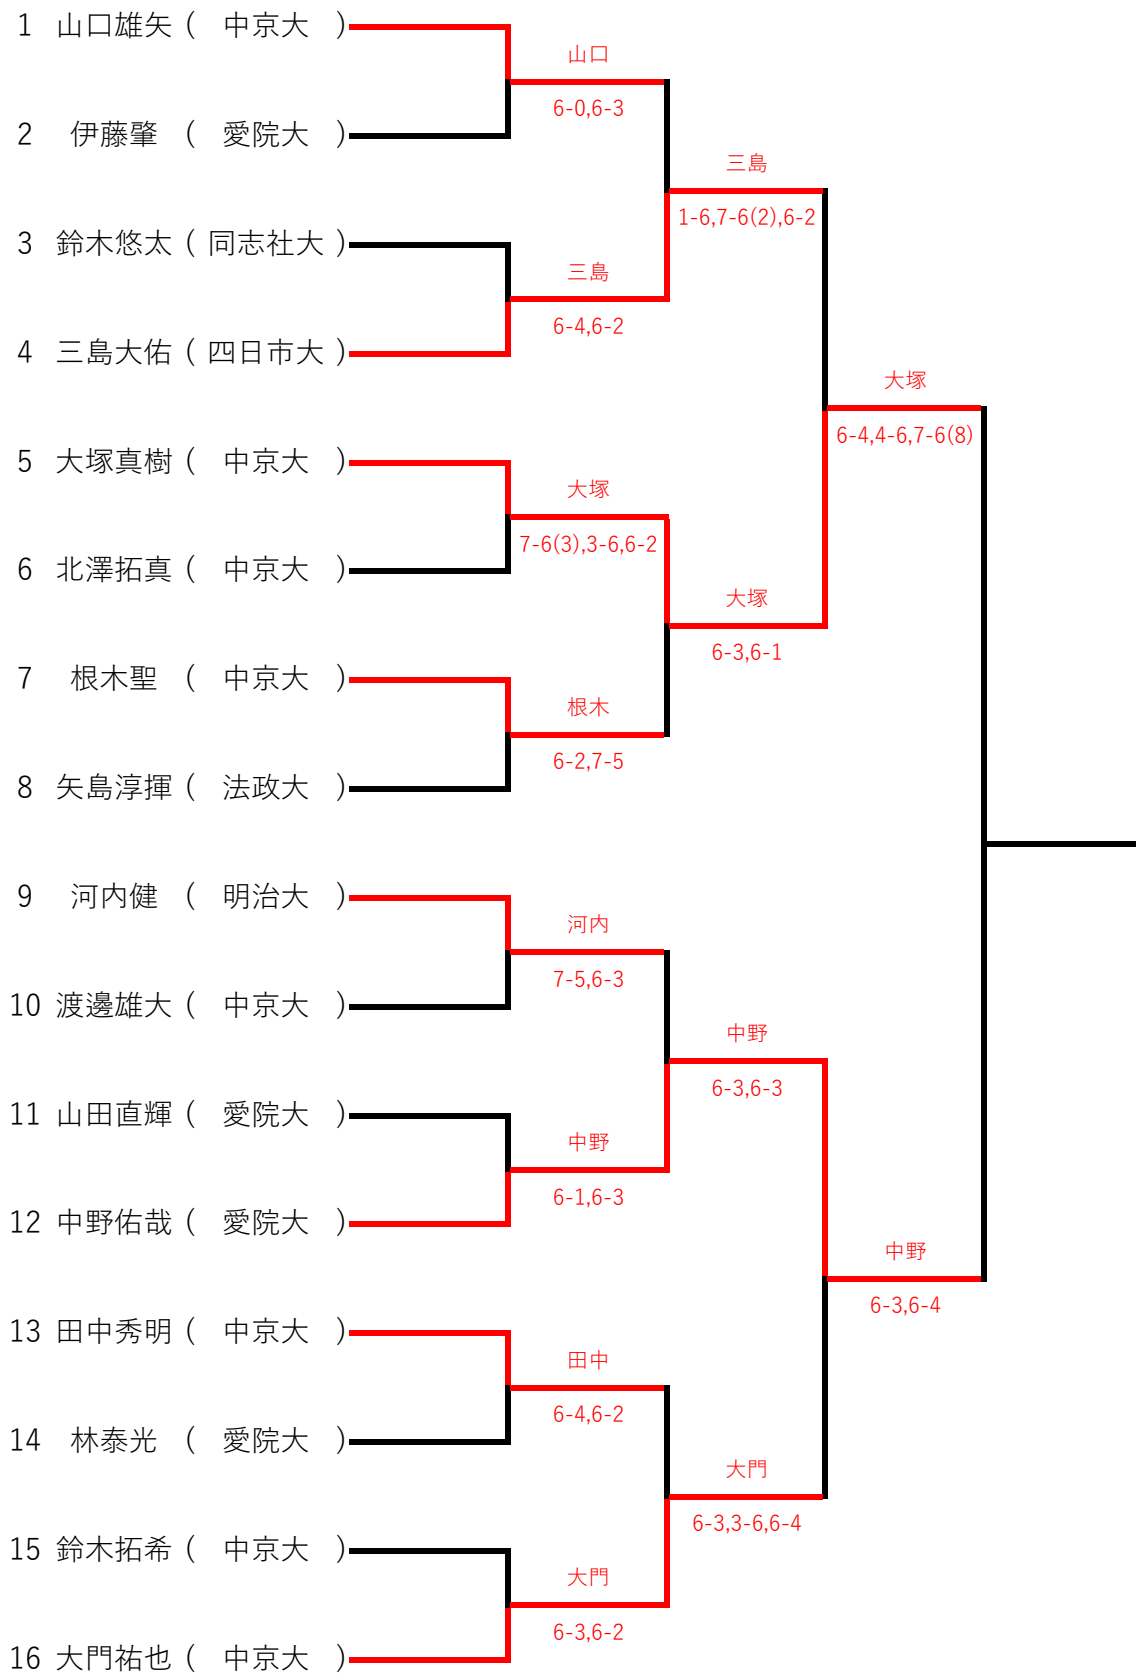 1 山口雄矢 ( 中京大 )
2 伊藤肇 ( 愛院大 )
3 鈴木悠太 ( 同志社大 )
4 三島大佑 ( 四日市大 )
5 大塚真樹 ( 中京大 )
6 北澤拓真 ( 中京大 )
7 根木聖 ( 中京大 )
8 矢島淳揮 ( 法政大 )
9 河内健 ( 明治大 )
10 渡邊雄大 ( 中京大 )
11 山田直輝 ( 愛院大 )
12 中野佑哉 ( 愛院大 )
13 田中秀明 ( 中京大 )
14 林泰光 ( 愛院大 )
15 鈴木拓希 ( 中京大 )
16 大門祐也 ( 中京大 )
山口
6-0,6-3
三島
6-4,6-2
大塚
7-6(3),3-6,6-2
根木
6-2,7-5
河内
7-5,6-3
中野
6-1,6-3
田中
6-4,6-2
大門
6-3,6-2
三島
1-6,7-6(2),6-2
大塚
6-3,6-1
中野
6-3,6-3
大門
6-3,3-6,6-4
大塚
6-4,4-6,7-6(8)
中野
6-3,6-4